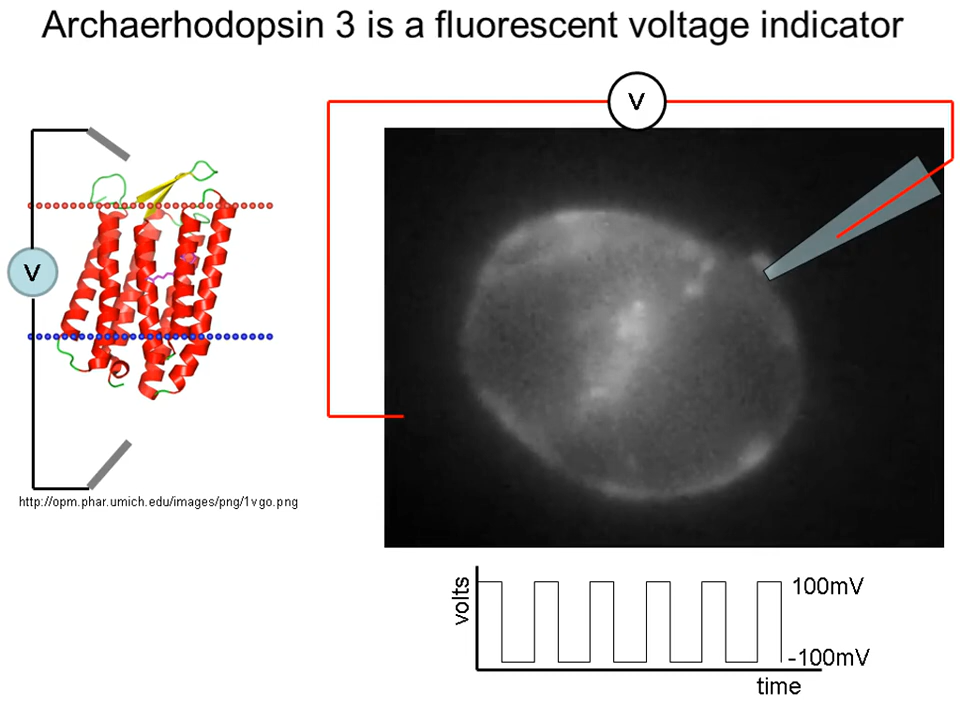 Archaerhodopsin 3 is a fluorescent voltage indicator
V
V
http://opm.phar.umich.edu/images/png/1vgo.png
volts
100mV
-100mV
time